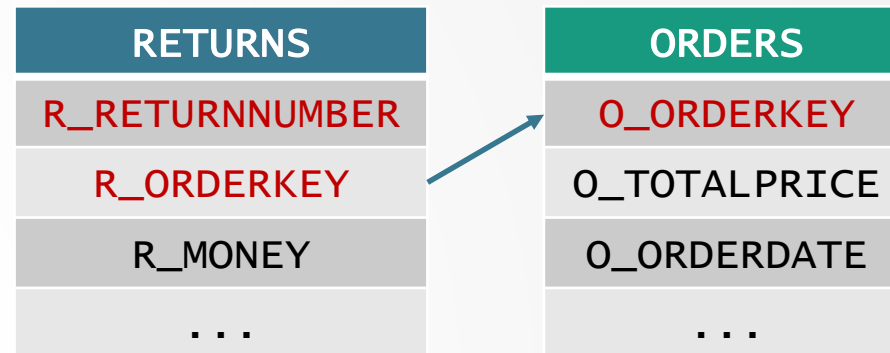 RETURNS
R_RETURNNUMBER
R_ORDERKEY
R_MONEY
...
ORDERS
O_ORDERKEY
O_TOTALPRICE
O_ORDERDATE
...